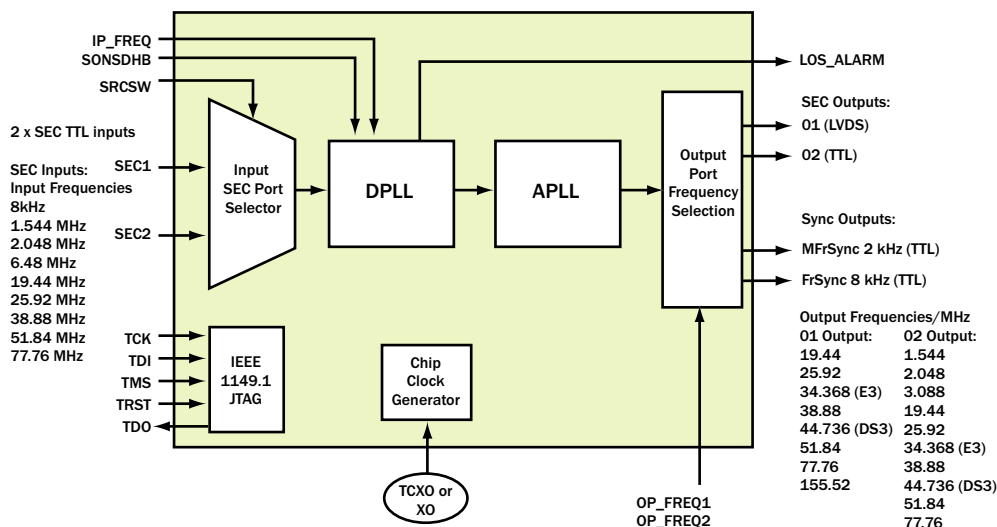 IP_FREQ
SONSDHB
SRCSW
LOS_ALARM
2 x SEC TTL inputs
SEC Inputs:
Input Frequencies
8kHz
1.544 MHz
2.048 MHz
6.48 MHz
19.44 MHz
25.92 MHz
38.88 MHz
51.84 MHz
77.76 MHz
SEC1
SEC2
Input
SEC Port
Selector
DPLL
APLL
Output
Port
Frequency
Selection
SEC Outputs:
01 (LVDS)
02 (TTL)
Sync Outputs:
MFrSync 2 kHz (TTL)
FrSync 8 kHz (TTL)
TCK
TDI
TMS
TRST
TDO
IEEE
1149.1
JTAG
Chip
Clock
Generator
TCXO or
XO
OP_FREQ1
OP_FREQ2
Output Frequencies/MHz
01 Output: 02 Output:
19.44 1.544
25.92 2.048
34.368 (E3) 3.088
38.88 19.44
44.736 (DS3) 25.92
51.84 34.368 (E3)
77.76 38.88
155.52 44.736 (DS3)
51.84
77.76